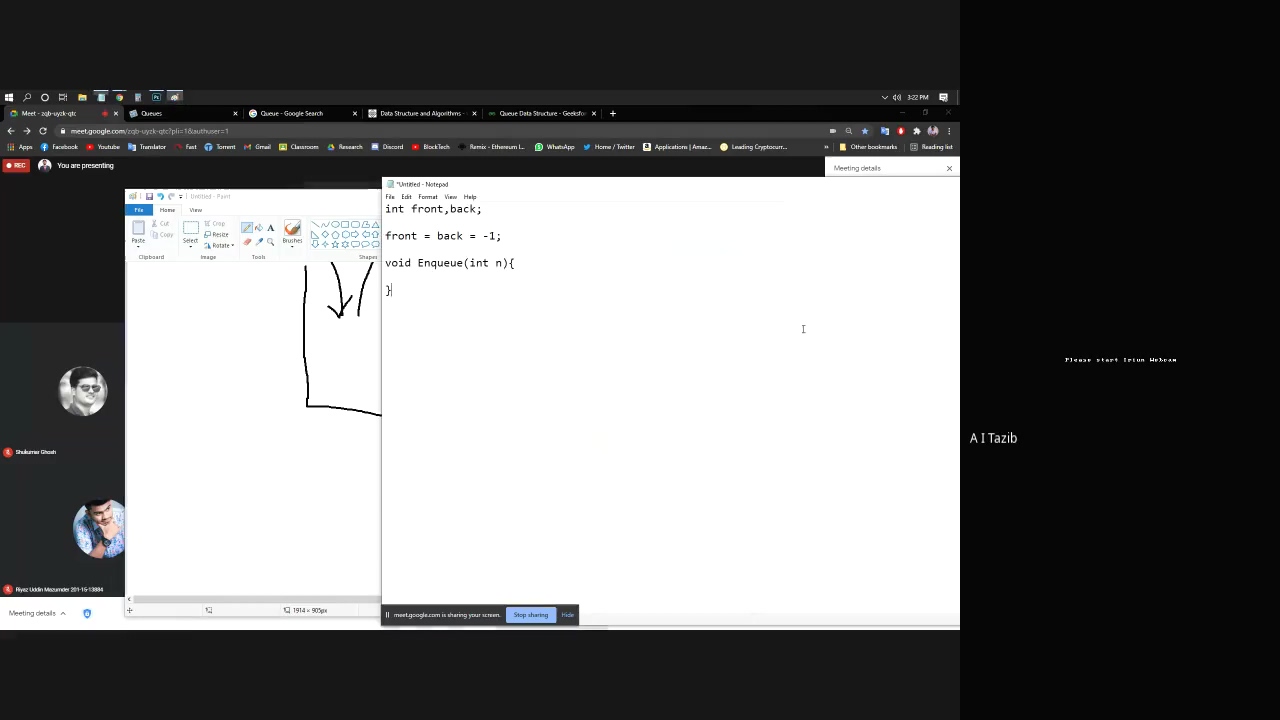 3:22 PM
Meet - zqb-uyzk-qtc
Queues
Queue - Google Search
Data Structure and Algorithms -
Queue Data Structure - Geeksfor
meet.google.com/zqb-uyzk-qtc?pli=1&authuser=1
Apps
Facebook
Youtube
Translator
Fast
Torrent
Gmail
Classroom
Research
Discord
BlockTech
Remix - Ethereum I...
WhatsApp
Home / Twitter
Applications | Amaz...
Leading Cryptocurr...
Other bookmarks
Reading list
REC
You are presenting
Meeting details
Untitled - Paint
File
Home
View
Paste
Cut
Copy
Clipboard
Select
Crop
Resize
Rotate
Image
Tools
Brushes
Shapes
*Untitled - Notepad
File Edit Format View Help
int front,back;
front = back = -1;
void Enqueue(int n){
}
Please start Iriun Webcam
A I Tazib
Shukumar Ghosh
Riyaz Uddin Mazumder 201-15-13884
Meeting details
1914 × 905px
meet.google.com is sharing your screen.
Stop sharing
Hide